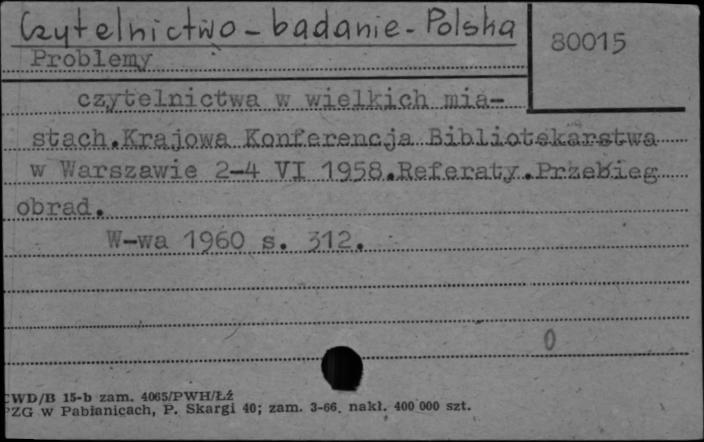 Czytelnictwo - badanie - Polska
80015
Problemy
czytelnictwa w wielkich mia-
stach.Krajowa Konferencja Bibliotekarstwa
w Warszawie 2-4 VI 1958.Referaty.Przebieg
obrad.
W-wa 1960 s. 312.
0
CWD/B 15-b zam. 4065/PWH/Łź
PZG w Pabianicach, P. Skargi 40; zam. 3-66. nakł. 400 000 szt.